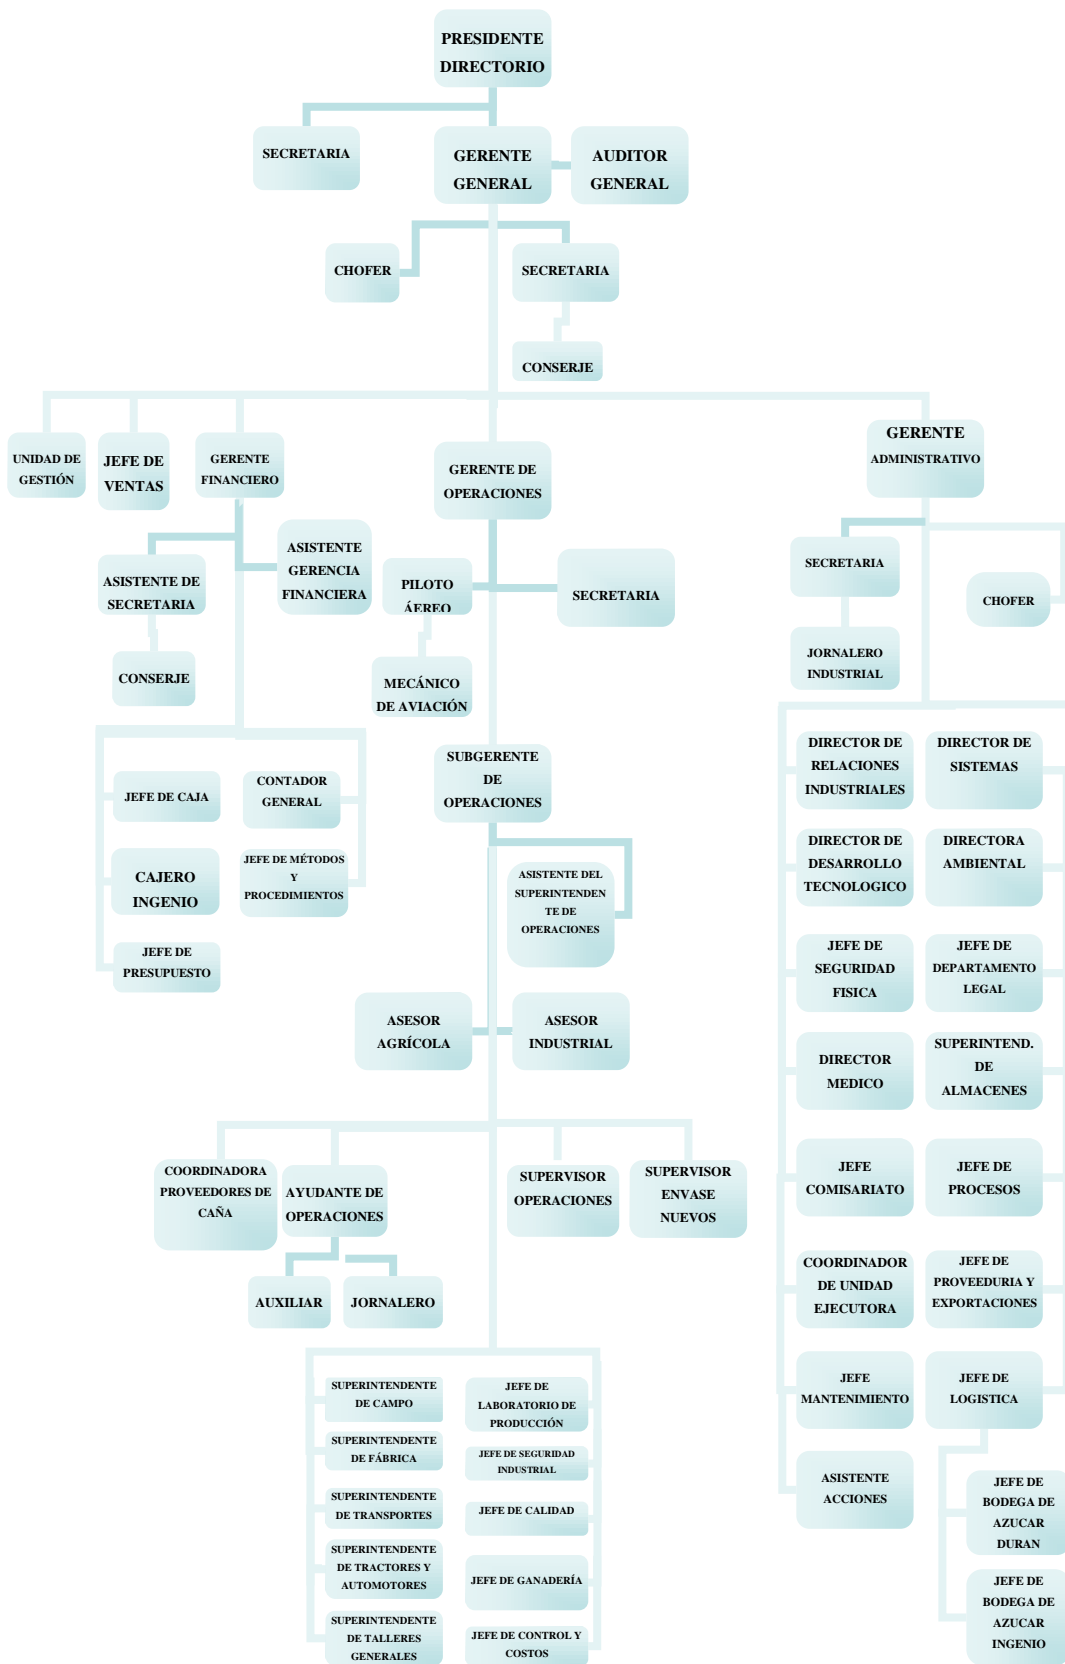 PRESIDENTE
DIRECTORIO
SECRETARIA
GERENTE
GENERAL
AUDITOR
GENERAL
CHOFER
SECRETARIA
CONSERJE
UNIDAD DE
GESTIÓN
JEFE DE
VENTAS
GERENTE
FINANCIERO
GERENTE DE
OPERACIONES
GERENTE
ADMINISTRATIVO
ASISTENTE DE
SECRETARIA
ASISTENTE
GERENCIA
FINANCIERA
CONSERJE
PILOTO
ÁEREO
SECRETARIA
MECÁNICO
DE AVIACIÓN
SECRETARIA
CHOFER
JORNALERO
INDUSTRIAL
JEFE DE CAJA
CONTADOR
GENERAL
CAJERO
INGENIO
JEFE DE MÉTODOS
Y
PROCEDIMIENTOS
JEFE DE
PRESUPUESTO
SUBGERENTE
DE
OPERACIONES
ASISTENTE DEL
SUPERINTENDEN
TE DE
OPERACIONES
ASESOR
AGRÍCOLA
ASESOR
INDUSTRIAL
COORDINADORA
PROVEEDORES DE
CAÑA
AYUDANTE DE
OPERACIONES
SUPERVISOR
OPERACIONES
SUPERVISOR
ENVASE
NUEVOS
AUXILIAR
JORNALERO
SUPERINTENDENTE
DE CAMPO
JEFE DE
LABORATORIO DE
PRODUCCIÓN
SUPERINTENDENTE
DE FÁBRICA
JEFE DE SEGURIDAD
INDUSTRIAL
SUPERINTENDENTE
DE TRANSPORTES
JEFE DE CALIDAD
SUPERINTENDENTE
DE TRACTORES Y
AUTOMOTORES
JEFE DE GANADERÍA
SUPERINTENDENTE
DE TALLERES
GENERALES
JEFE DE CONTROL Y
COSTOS
DIRECTOR DE
RELACIONES
INDUSTRIALES
DIRECTOR DE
SISTEMAS
DIRECTOR DE
DESARROLLO
TECNOLOGICO
DIRECTORA
AMBIENTAL
JEFE DE
SEGURIDAD
FISICA
JEFE DE
DEPARTAMENTO
LEGAL
DIRECTOR
MEDICO
SUPERINTEND.
DE
ALMACENES
JEFE
COMISARIATO
JEFE DE
PROCESOS
COORDINADOR
DE UNIDAD
EJECUTORA
JEFE DE
PROVEEDURIA Y
EXPORTACIONES
JEFE
MANTENIMIENTO
JEFE DE
LOGISTICA
ASISTENTE
ACCIONES
JEFE DE
BODEGA DE
AZUCAR
DURAN
JEFE DE
BODEGA DE
AZUCAR
INGENIO